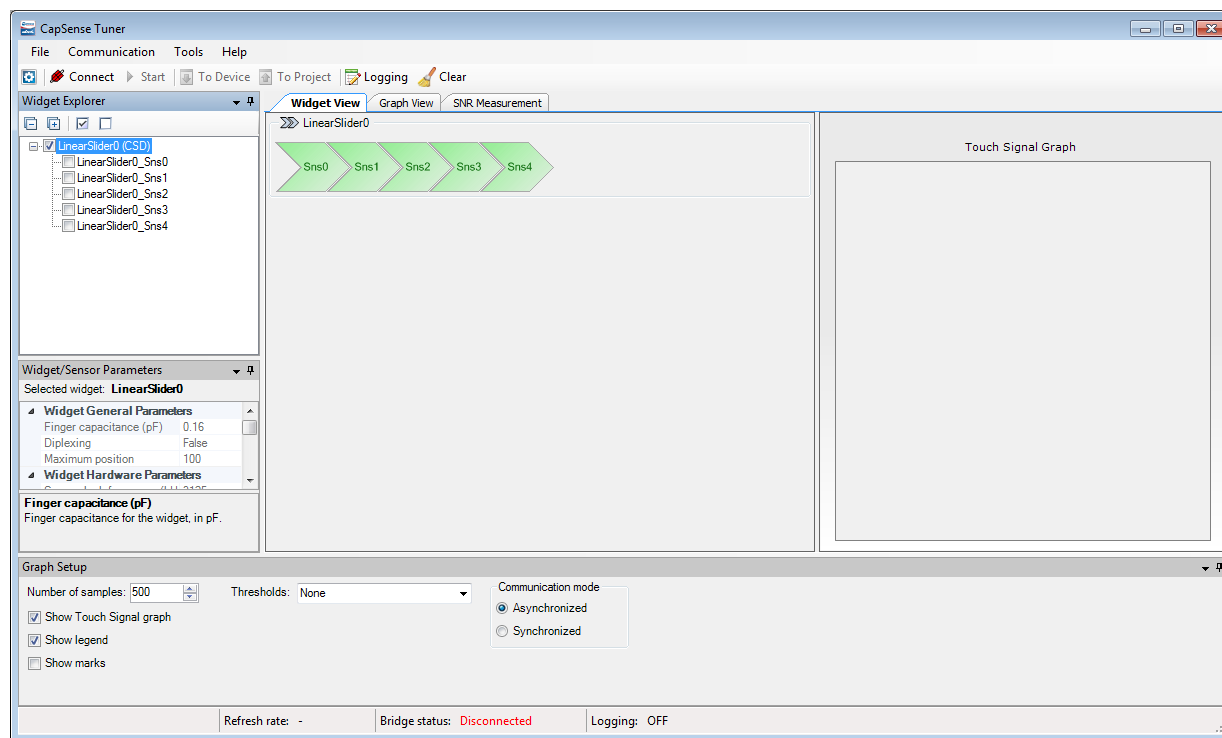 CapSense Tuner
File Communication Tools Help
Connect Start To Device To Project Logging Clear
Widget Explorer
LinearSlider0 (CSD)
LinearSlider0_Sns0
LinearSlider0_Sns1
LinearSlider0_Sns2
LinearSlider0_Sns3
LinearSlider0_Sns4
Widget/Sensor Parameters
Selected widget: LinearSlider0
Widget General Parameters
Finger capacitance (pF) 0.16
Diplexing False
Maximum position 100
Widget Hardware Parameters
Finger capacitance (pF)
Finger capacitance for the widget, in pF.
Widget View Graph View SNR Measurement
LinearSlider0
Sns0 Sns1 Sns2 Sns3 Sns4
Touch Signal Graph
Graph Setup
Number of samples: 500 Thresholds: None
Show Touch Signal graph
Show legend
Show marks
Communication mode
Asynchronized
Synchronized
Refresh rate: - Bridge status: Disconnected Logging: OFF